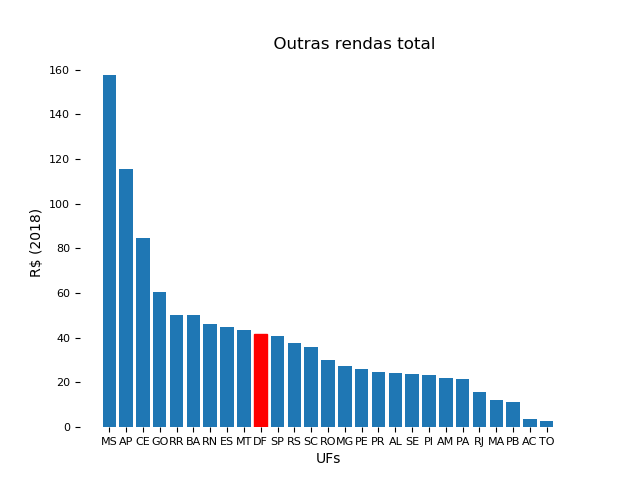 Outras rendas total
160
140
120
100
80
60
40
20
0
R$ (2018)
MS AP CE GO RR BA RN ES MT DF SP RS SC RO MG PE PR AL SE PI AM PA RJ MA PB AC TO
UFs